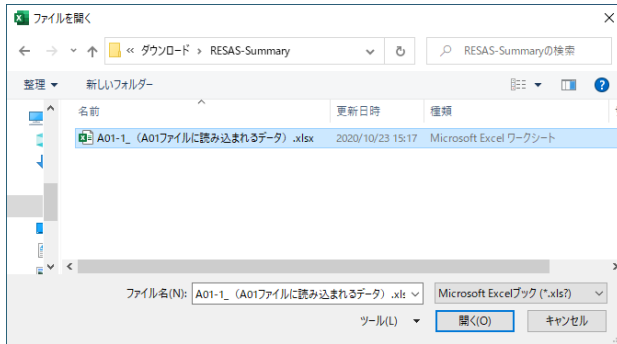 ファイルを開く
« ダウンロード › RESAS-Summary
RESAS-Summaryの検索
整理 新しいフォルダー
名前 更新日時 種類
A01-1_（A01ファイルに読み込まれるデータ）.xlsx 2020/10/23 15:17 Microsoft Excel ワークシート
ファイル名(N): A01-1_（A01ファイルに読み込まれるデータ）.xls Microsoft Excelブック (*.xls?)
ツール(L) 開く(O) キャンセル